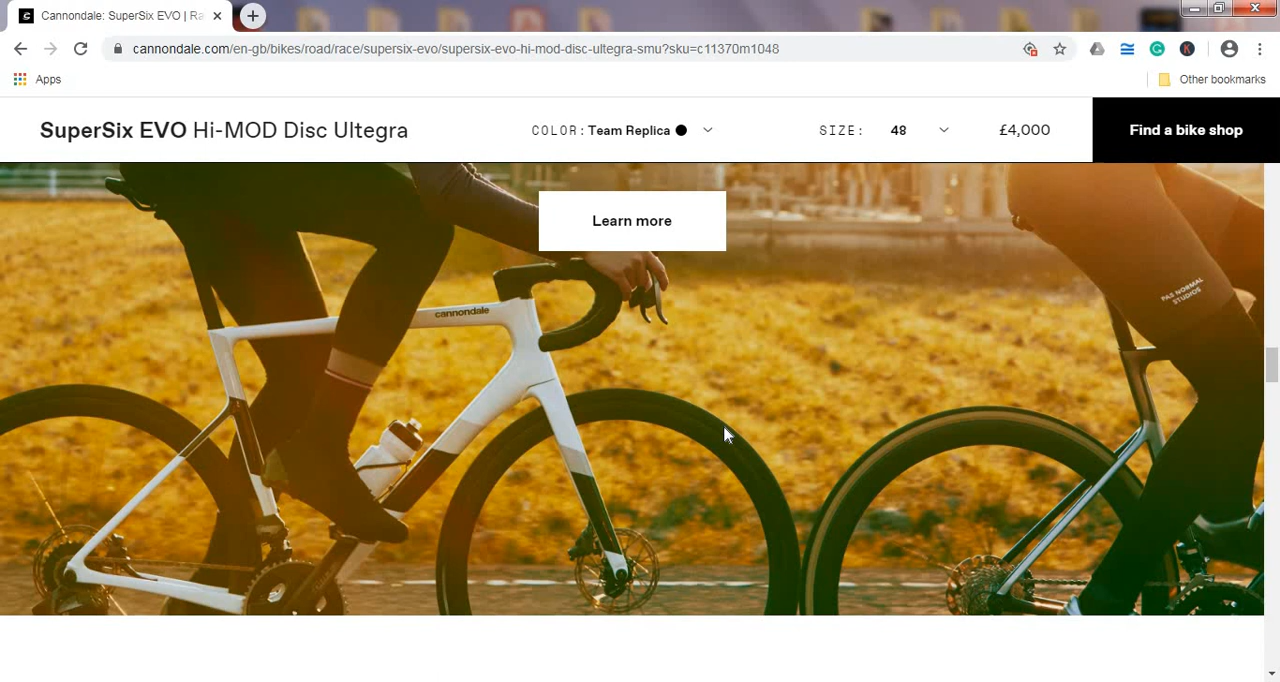 Cannondale: SuperSix EVO | Ra
cannondale.com/en-gb/bikes/road/race/supersix-evo/supersix-evo-hi-mod-disc-ultegra-smu?sku=c11370m1048
Apps
Other bookmarks
SuperSix EVO Hi-MOD Disc Ultegra
COLOR: Team Replica
SIZE: 48
£4,000
Find a bike shop
Learn more
cannondale
PAS NORMAL
STUDIOS